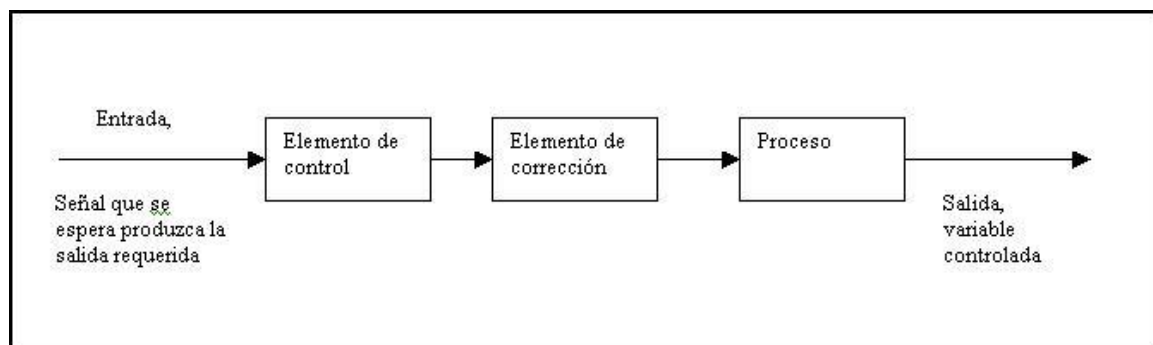 Entrada,
Elemento de
control
Elemento de
corrección
Proceso
Señal que se
espera produzca la
salida requerida
Salida,
variable
controlada